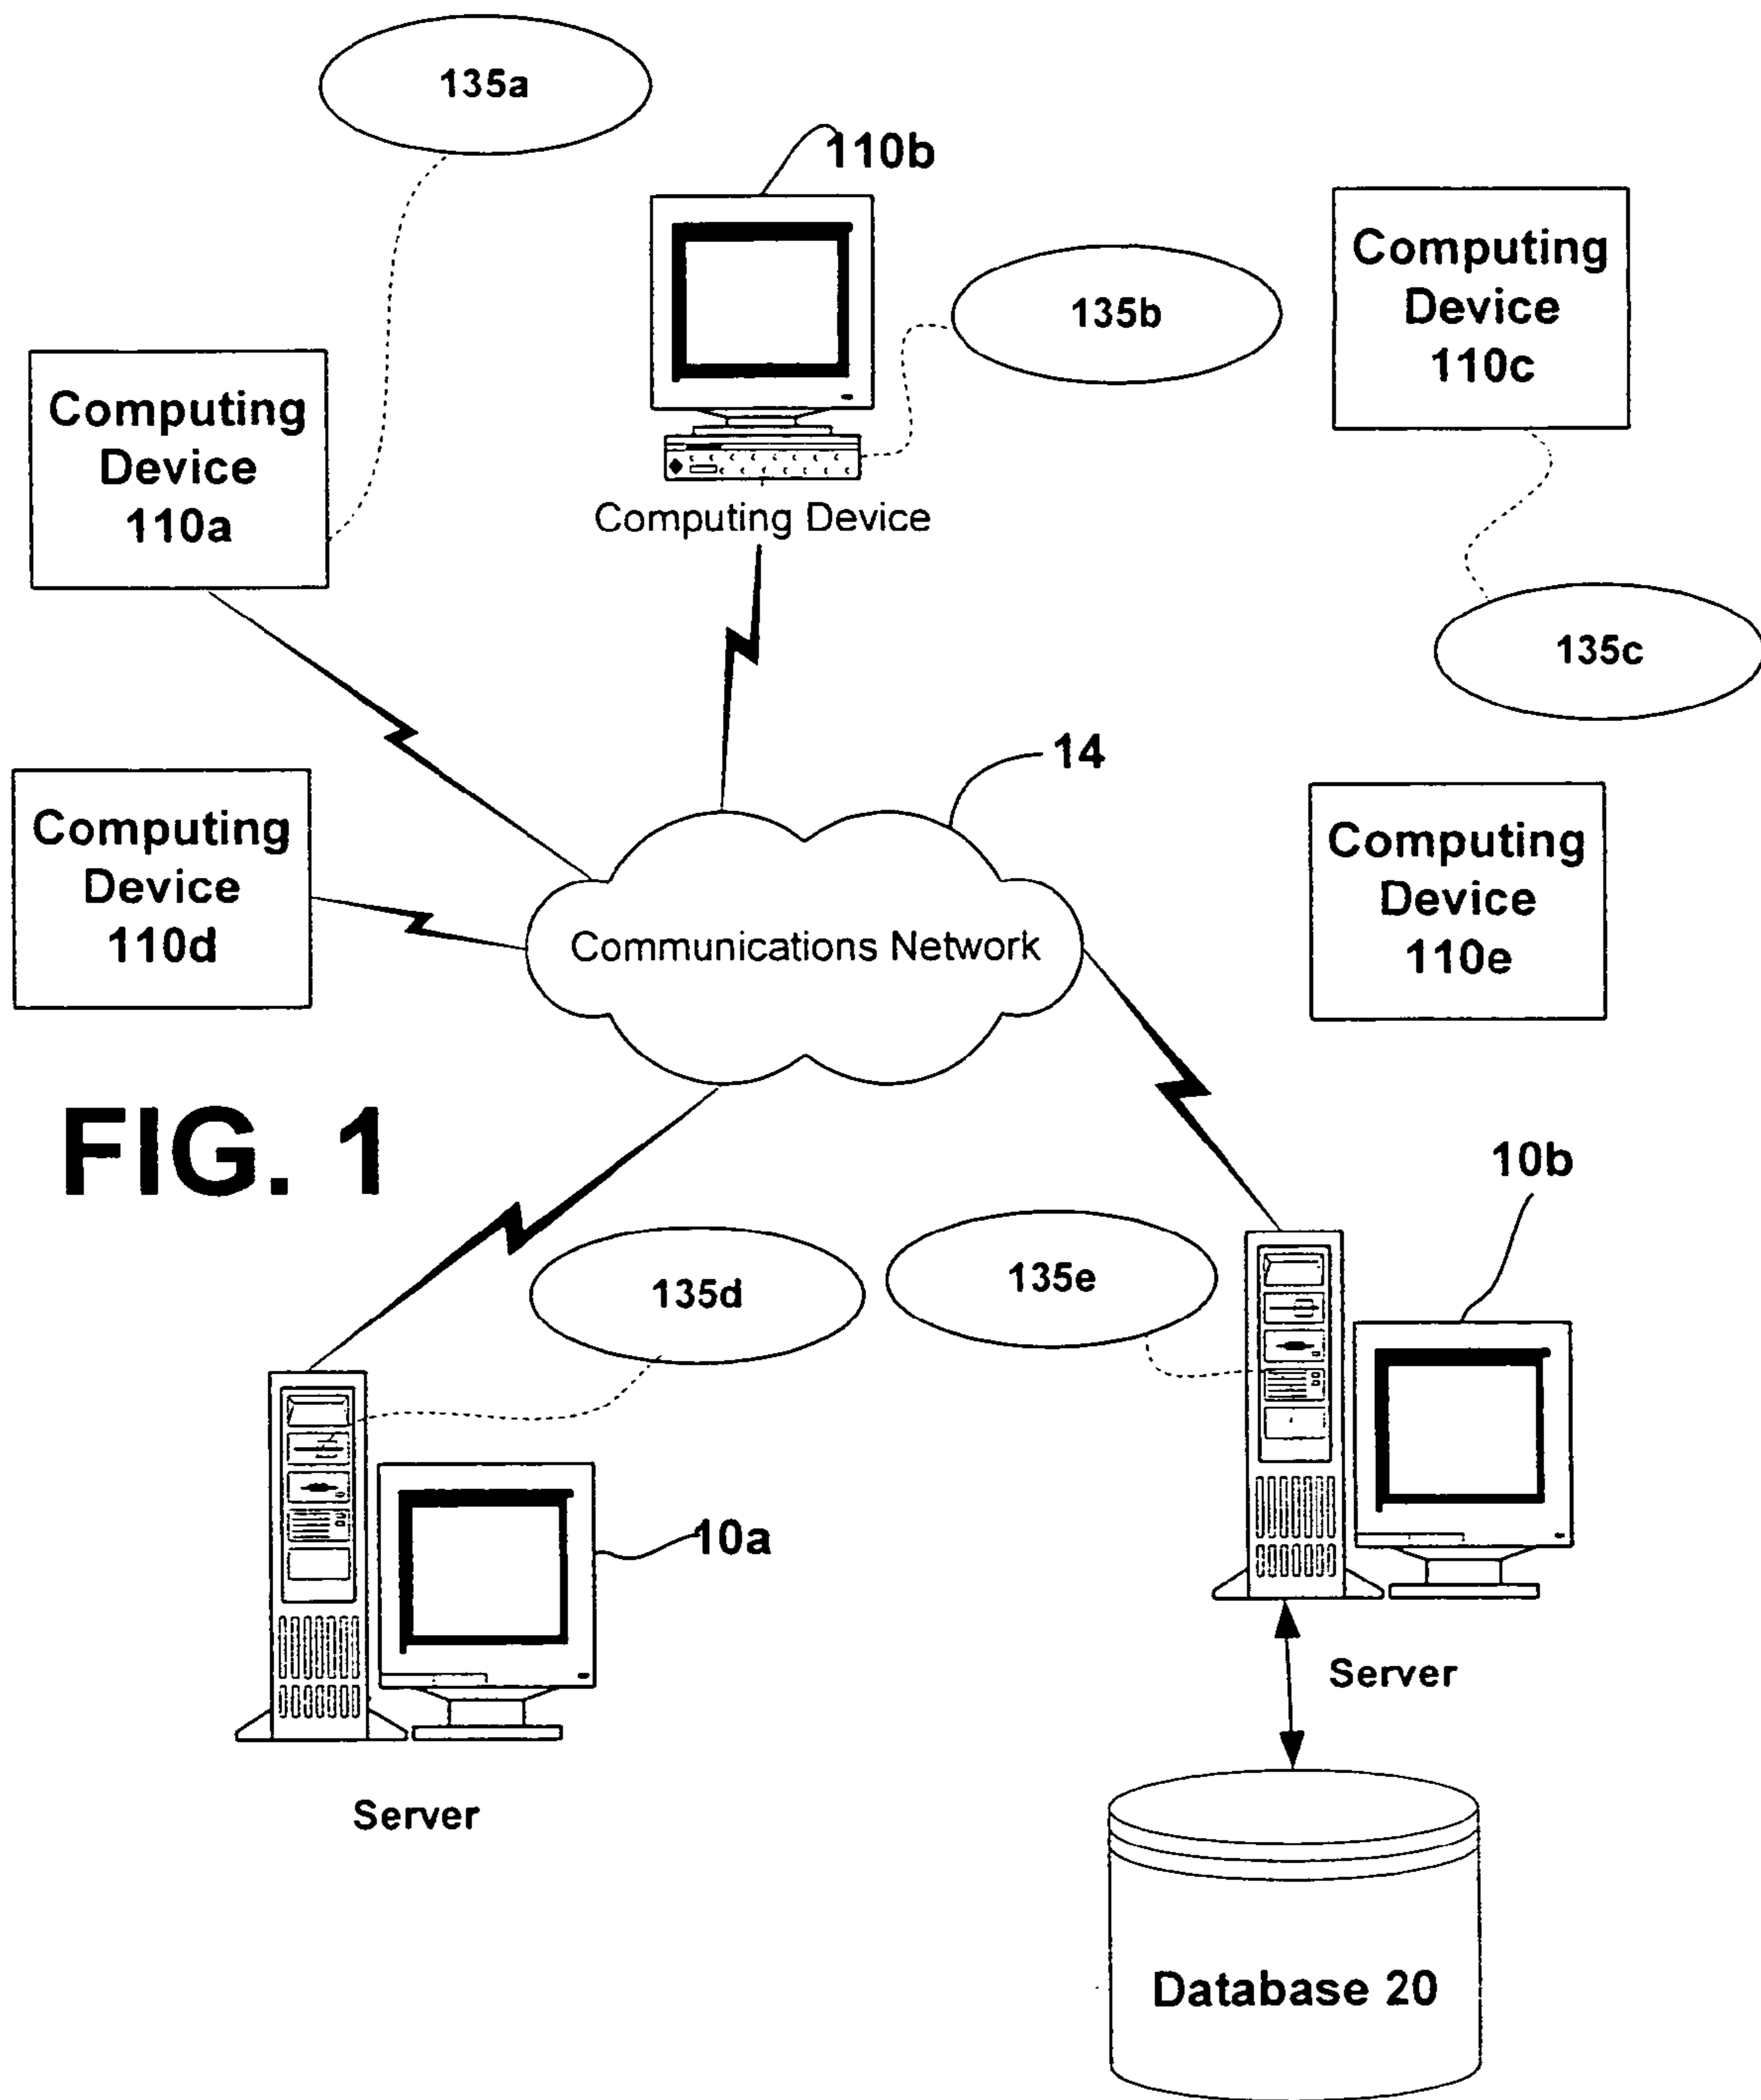 135a
110b
Computing
Device
110c
135b
Computing
Device
110a
Computing Device
135c
14
Computing
Device
110d
Computing
Device
110e
Communications Network
FIG. 1
10b
135d
135e
10a
Server
Server
Database 20